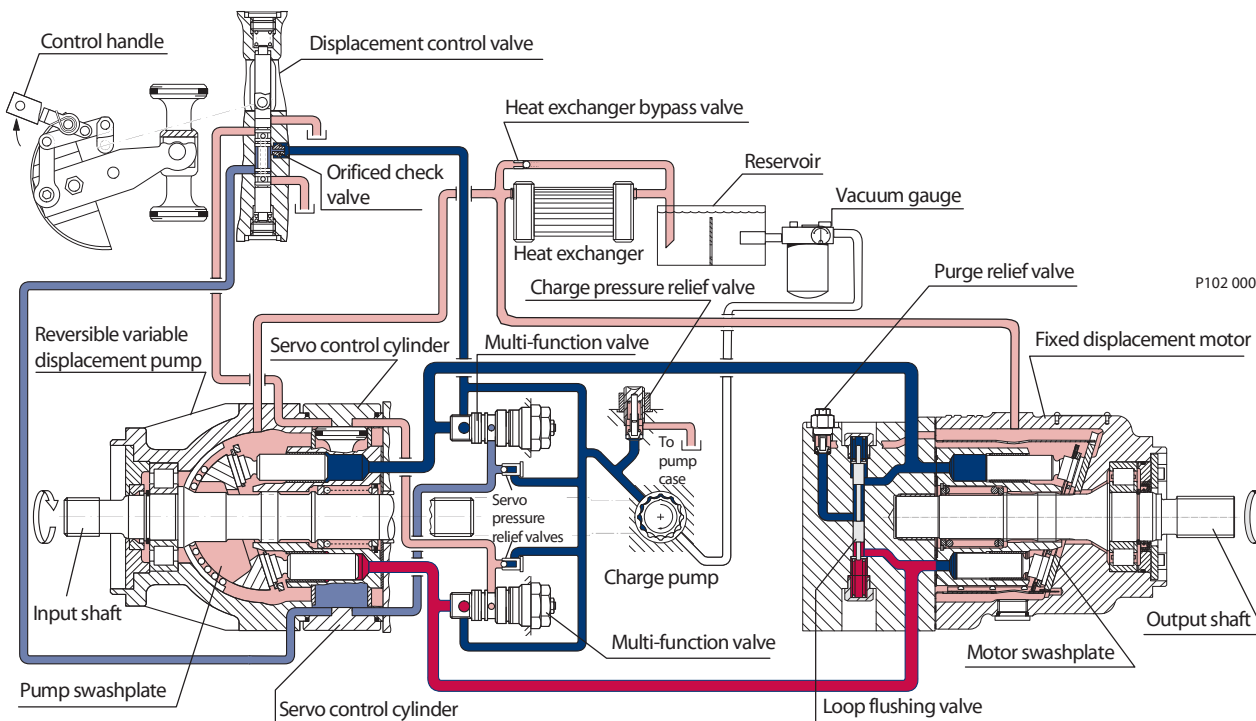 Control handle
Displacement control valve
Heat exchanger bypass valve
Reservoir
Orificed check
valve
Vacuum gauge
Heat exchanger
Purge relief valve
Charge pressure relief valve
P102 000
Reversible variable
displacement pump
Servo control cylinder
Multi-function valve
Fixed displacement motor
To
pump
case
Servo
pressure
relief valves
Charge pump
Input shaft
Output shaft
Multi-function valve
Motor swashplate
Pump swashplate
Servo control cylinder
Loop flushing valve